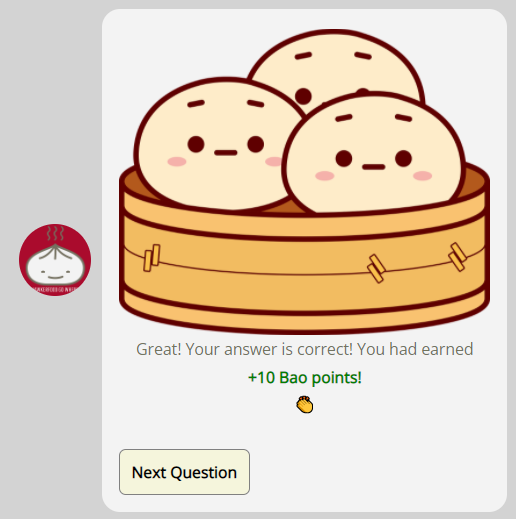 Great! Your answer is correct! You had earned
+10 Bao points!
Next Question